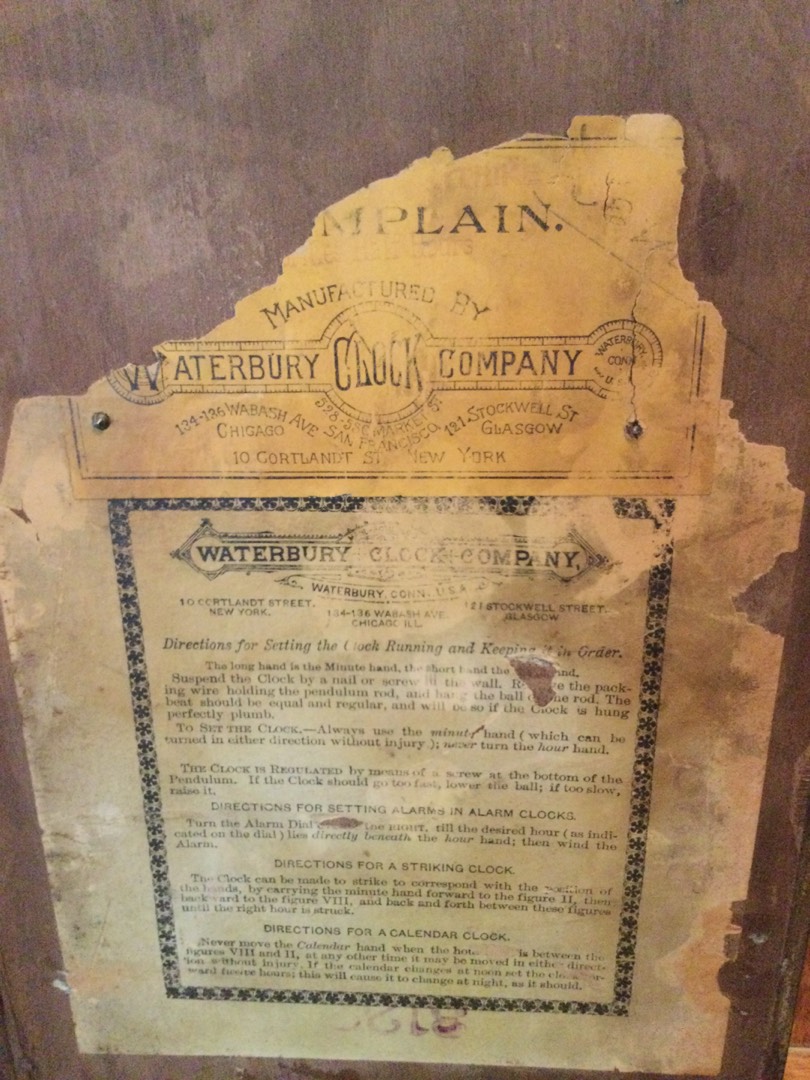 MPLAIN.
MANUFACTURED BY
WATERBURY CLOCK COMPANY
WATERBURY
CONN
U
134-136 WABASH AVE
CHICAGO
MARKET ST
SAN FRANCISCO
121 STOCKWELL ST
GLASGOW
10 CORTLANDT ST NEW YORK
WATERBURY CLOCK COMPANY,
WATERBURY, CONN. U.S.A.
10 CORTLANDT STREET.
NEW YORK.
134-136 WABASH AVE.
CHICAGO ILL.
121 STOCKWELL STREET.
GLASGOW
Directions for Setting the Clock Running and Keeping it in Order.
The long hand is the Minute hand, the short hand the
Suspend the Clock by a nail or screw the wall. the pack-
ing wire holding the pendulum rod, and hang the ball the rod. The
beat should be equal and regular, and will be so if the Clock is hung
perfectly plumb.
TO SET THE CLOCK.—Always use the minute hand (which can be
turned in either direction without injury); never turn the hour hand.
THE CLOCK IS REGULATED by means of a screw at the bottom of the
Pendulum. If the Clock should go too fast, lower the ball; if too slow,
raise it.
DIRECTIONS FOR SETTING ALARMS IN ALARM CLOCKS.
Turn the Alarm Dial the right, till the desired hour (as indi-
cated on the dial) lies directly beneath the hour hand; then wind the
Alarm.
DIRECTIONS FOR A STRIKING CLOCK.
The Clock can be made to strike to correspond with the position of
the hands, by carrying the minute hand forward to the figure 11, then
backward to the figure VIII, and back and forth between these figures
until the right hour is struck.
DIRECTIONS FOR A CALENDAR CLOCK.
Never move the Calendar hand when the is between the
figures VIII and II, at any other time it may be moved in either direct-
ion without injury. If the calendar changes at noon set the clock for-
ward twelve hours; this will cause it to change at night, as it should.